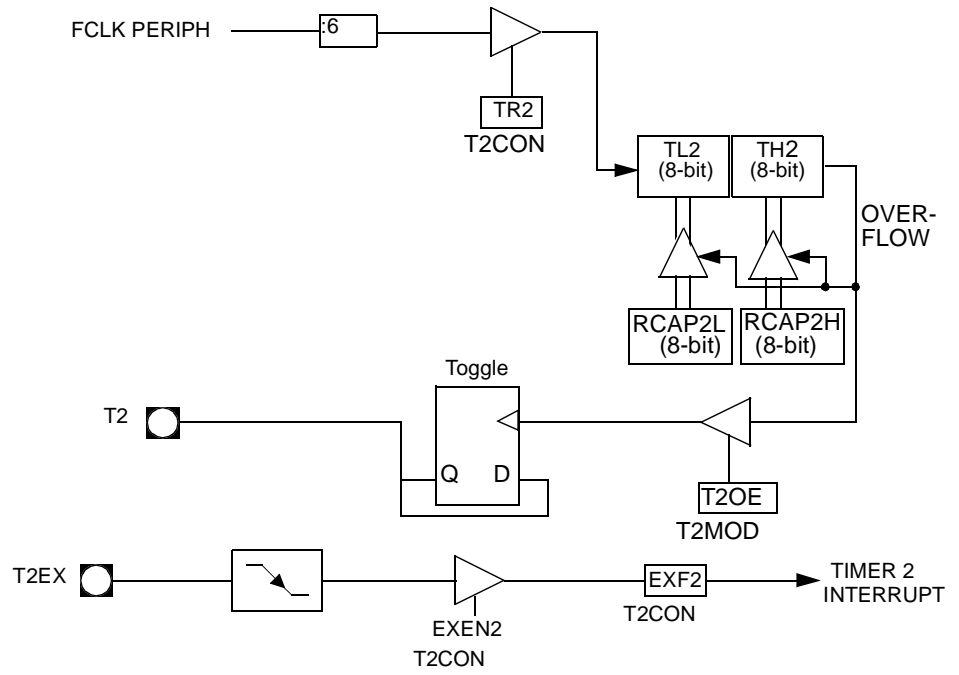 FCLK PERIPH
:6
TR2
T2CON
TL2
(8-bit)
TH2
(8-bit)
OVER-
FLOW
RCAP2L
(8-bit)
RCAP2H
(8-bit)
Toggle
T2
Q D
T2OE
T2MOD
T2EX
EXEN2
T2CON
EXF2
T2CON
TIMER 2
INTERRUPT